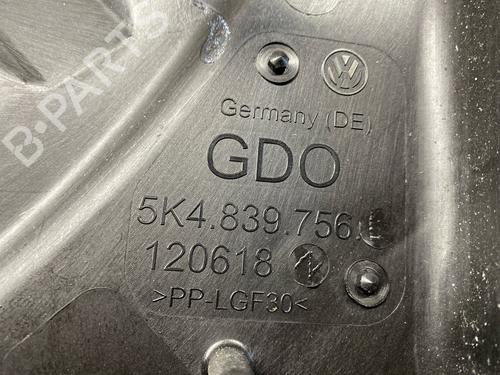 B-PARTS
Germany (DE)
GDO
5K4.839.756.
120618
>PP-LGF30<